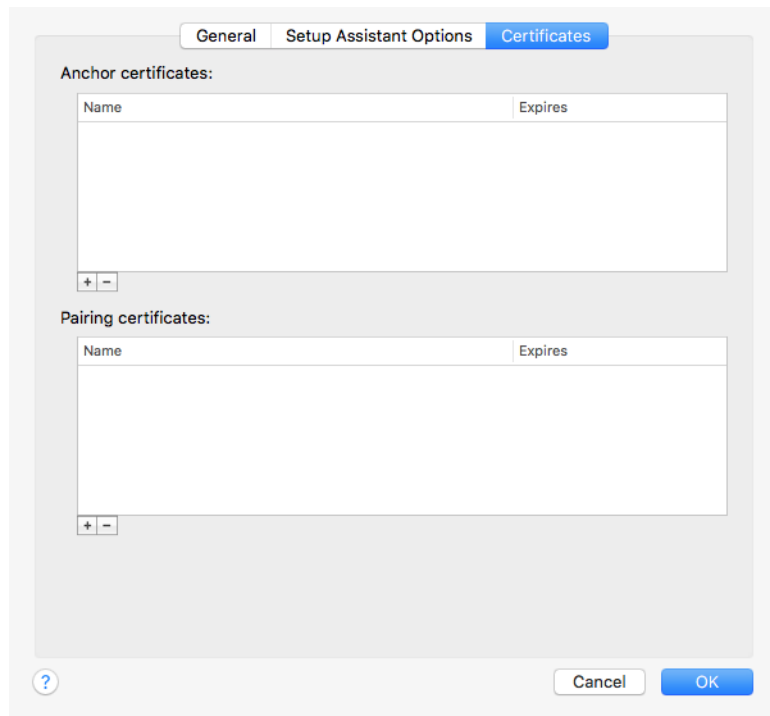 General Setup Assistant Options Certificates
Anchor certificates:
Name Expires
+ −
Pairing certificates:
Name Expires
+ −
? Cancel OK